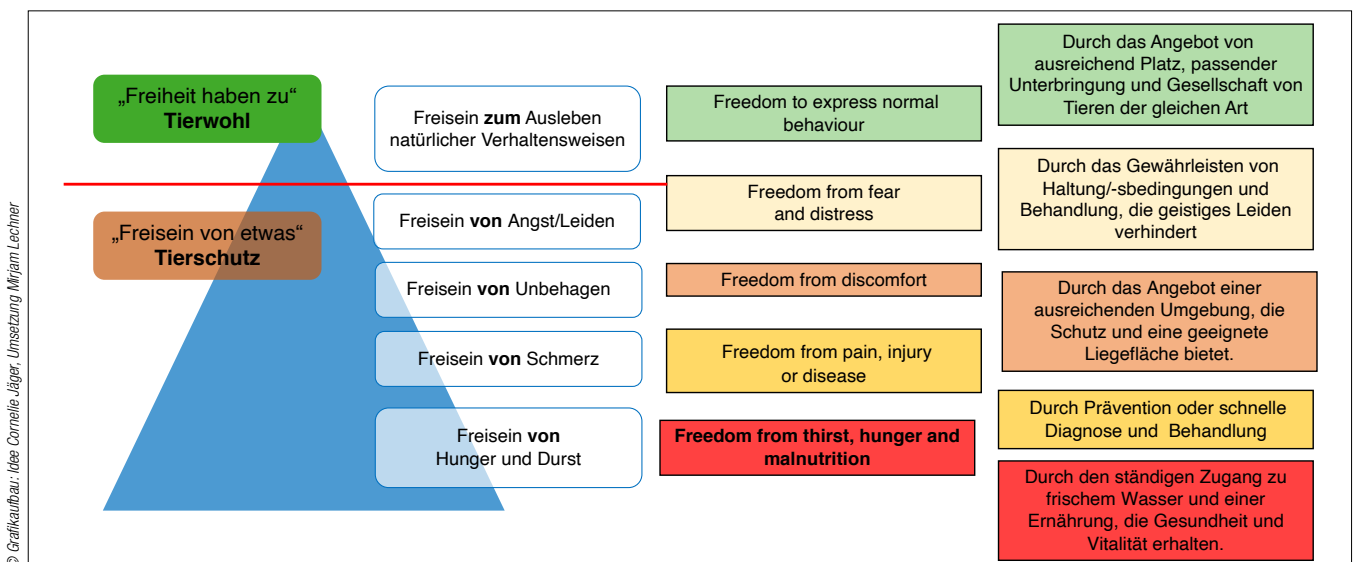 „Freiheit haben zu“
Tierwohl
„Freisein von etwas“
Tierschutz
Freisein zum Ausleben
natürlicher Verhaltensweisen
Freisein von Angst/Leiden
Freisein von Unbehagen
Freisein von Schmerz
Freisein von
Hunger und Durst
Freedom to express normal
behaviour
Freedom from fear
and distress
Freedom from discomfort
Freedom from pain, injury
or disease
Freedom from thirst, hunger and
malnutrition
Durch das Angebot von
ausreichend Platz, passender
Unterbringung und Gesellschaft von
Tieren der gleichen Art
Durch das Gewährleisten von
Haltung/-sbedingungen und
Behandlung, die geistiges Leiden
verhindert
Durch das Angebot einer
ausreichenden Umgebung, die
Schutz und eine geeignete
Liegefläche bietet.
Durch Prävention oder schnelle
Diagnose und Behandlung
Durch den ständigen Zugang zu
frischem Wasser und einer
Ernährung, die Gesundheit und
Vitalität erhalten.
© Grafikaufbau: Idee Cornelie Jäger, Umsetzung Mirjam Lechner